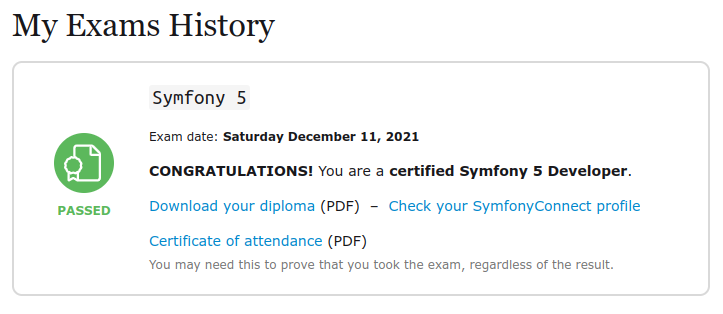 My Exams History
Symfony 5
Exam date: Saturday December 11, 2021
CONGRATULATIONS! You are a certified Symfony 5 Developer.
PASSED
Download your diploma (PDF) – Check your SymfonyConnect profile
Certificate of attendance (PDF)
You may need this to prove that you took the exam, regardless of the result.